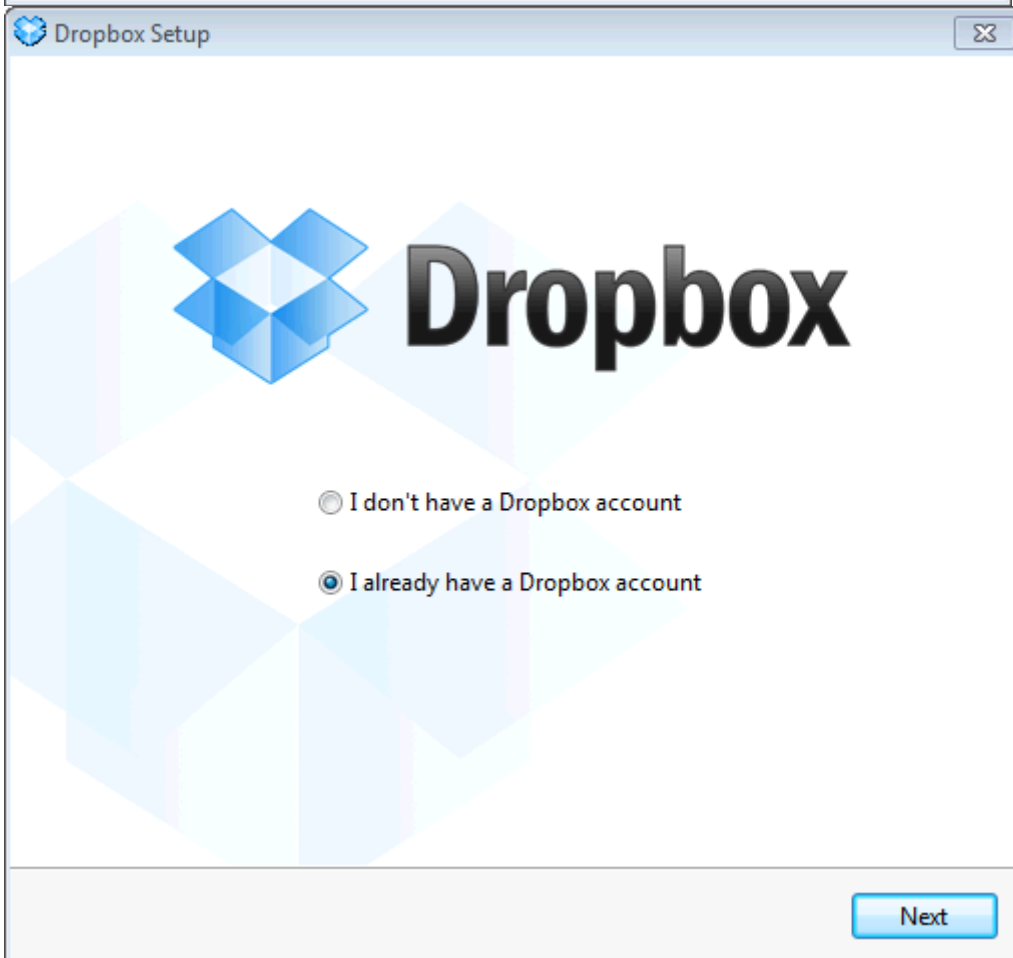 Dropbox Setup
Dropbox
I don't have a Dropbox account
I already have a Dropbox account
Next